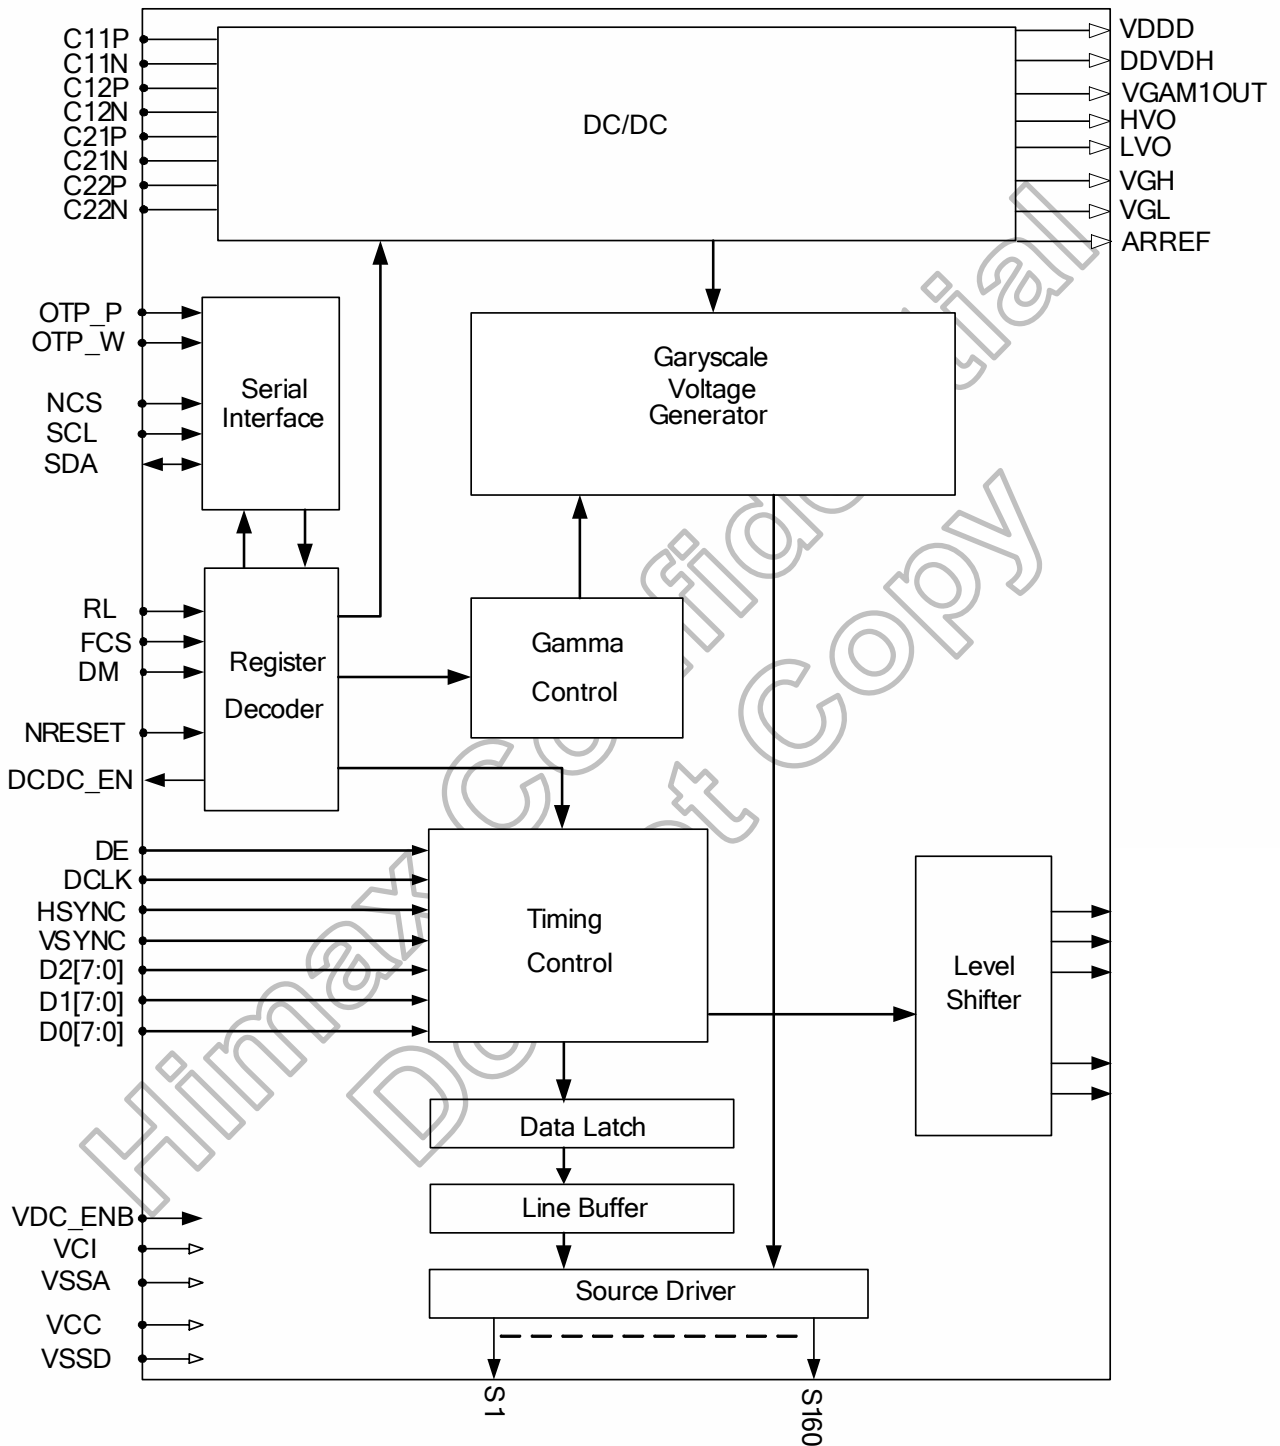 C11P
C11N
C12P
C12N
C21P
C21N
C22P
C22N
DC/DC
VDDD
DDVDH
VGAM1OUT
HVO
LVO
VGH
VGL
ARREF
OTP_P
OTP_W
NCS
SCL
SDA
Serial
Interface
Garyscale
Voltage
Generator
RL
FCS
DM
NRESET
DCDC_EN
Register
Decoder
Gamma
Control
DE
DCLK
HSYNC
VSYNC
D2[7:0]
D1[7:0]
D0[7:0]
Timing
Control
Level
Shifter
Data Latch
Line Buffer
Source Driver
VDC_ENB
VCI
VSSA
VCC
VSSD
S1
S160
Himax Confidential
Do Not Copy